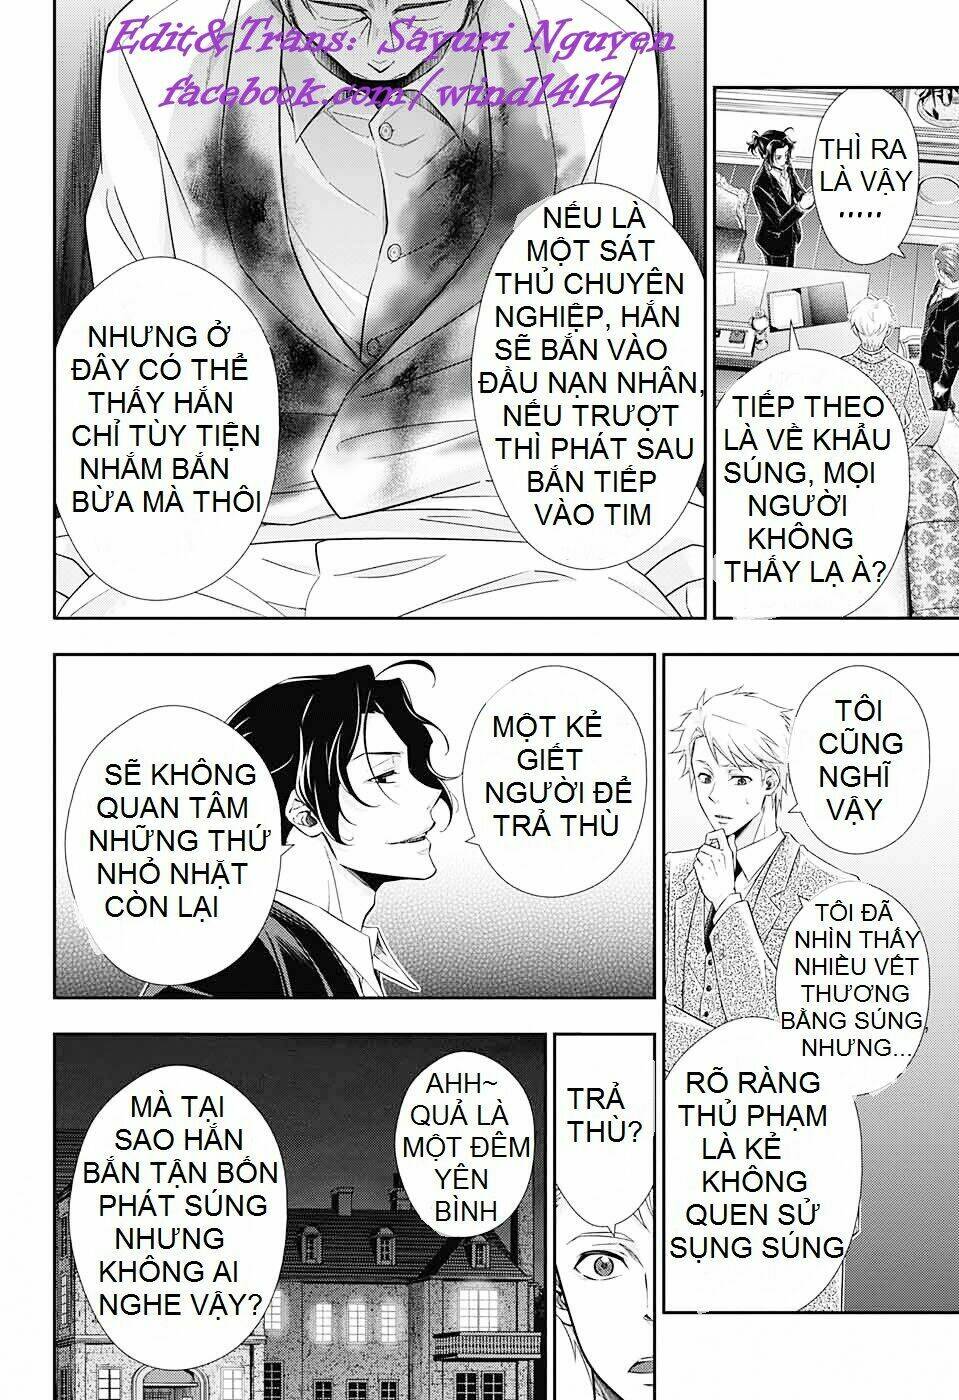 Edit&Trans: Sayuri Nguyen
facebook.com/wind1412
THÌ RA
LÀ VẬY
.....
TIẾP THEO
LÀ VỀ KHẨU
SÚNG, MỌI
NGƯỜI
KHÔNG
THẤY LẠ À?
NẾU LÀ
MỘT SÁT
THỦ CHUYÊN
NGHIỆP, HẮN
SẼ BẮN VÀO
ĐẦU NẠN NHÂN,
NẾU TRƯỢT
THÌ PHÁT SAU
BẮN TIẾP
VÀO TIM
NHƯNG Ở
ĐÂY CÓ THỂ
THẤY HẮN
CHỈ TÙY TIỆN
NHẮM BẮN
BỪA MÀ THÔI
TÔI
CŨNG
NGHĨ
VẬY
TÔI ĐÃ
NHÌN THẤY
NHIỀU VẾT
THƯƠNG
BẰNG SÚNG,
NHƯNG...
RÕ RÀNG
THỦ PHẠM
LÀ KẺ
KHÔNG
QUEN SỬ
SỤNG SÚNG
MỘT KẺ
GIẾT
NGƯỜI ĐỂ
TRẢ THÙ
SẼ KHÔNG
QUAN TÂM
NHỮNG THỨ
NHỎ NHẶT
CÒN LẠI
TRẢ
THÙ?
AHH~
QUẢ LÀ
MỘT ĐÊM
YÊN
BÌNH
MÀ TẠI
SAO HẮN
BẮN TẬN BỐN
PHÁT SÚNG
NHƯNG
KHÔNG AI
NGHE VẬY?